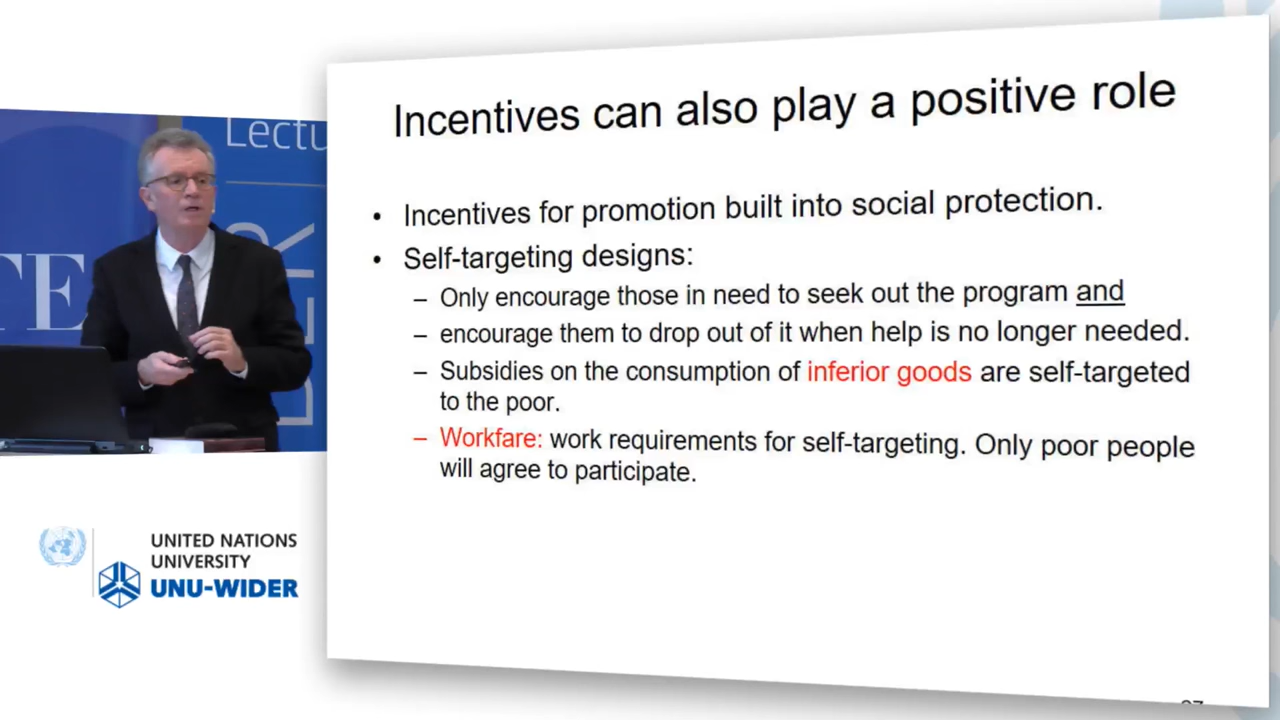 Incentives can also play a positive role
• Incentives for promotion built into social protection.
• Self-targeting designs:
– Only encourage those in need to seek out the program and
– encourage them to drop out of it when help is no longer needed.
– Subsidies on the consumption of inferior goods are self-targeted
to the poor.
– Workfare: work requirements for self-targeting. Only poor people
will agree to participate.
Lectu
TE
UNITED NATIONS
UNIVERSITY
UNU-WIDER